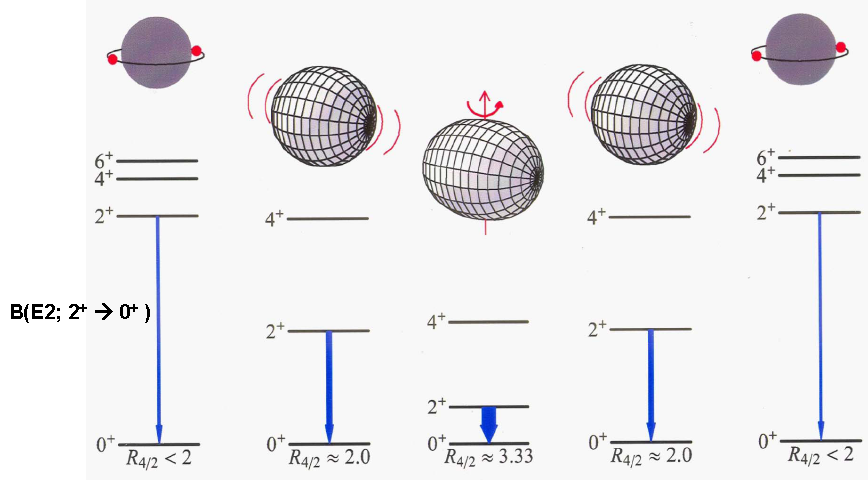 6⁺
4⁺
2⁺
0⁺
R₄/₂ < 2
4⁺
2⁺
0⁺
R₄/₂ ≈ 2.0
4⁺
2⁺
0⁺
R₄/₂ ≈ 3.33
4⁺
2⁺
0⁺
R₄/₂ ≈ 2.0
6⁺
4⁺
2⁺
0⁺
R₄/₂ < 2
B(E2; 2⁺ → 0⁺ )